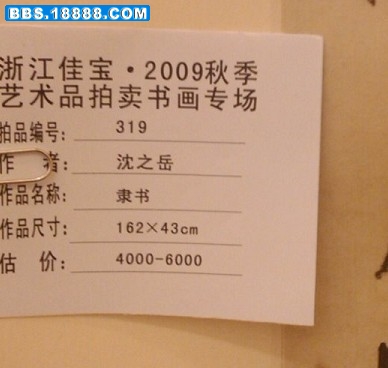 BBS.18888.COM
浙江佳宝·2009秋季
艺术品拍卖书画专场
拍品编号: 319
作 者: 沈之岳
作品名称: 隶书
作品尺寸: 162×43cm
估 价: 4000-6000